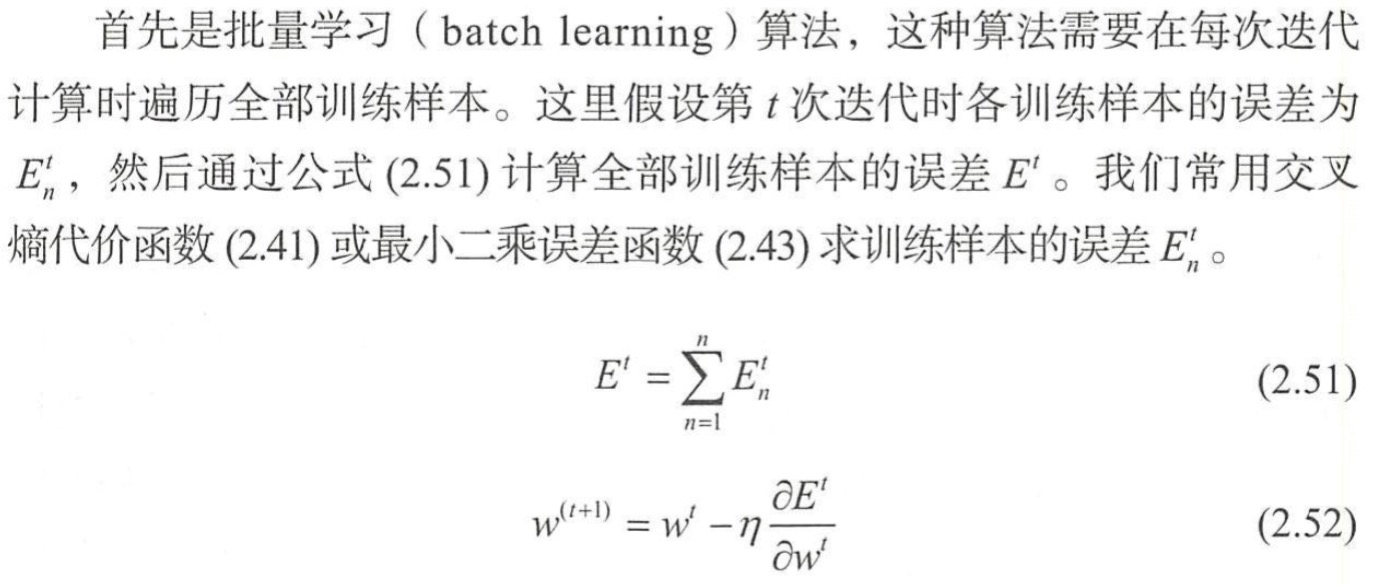 首先是批量学习（batch learning）算法，这种算法需要在每次迭代
计算时遍历全部训练样本。这里假设第 t 次迭代时各训练样本的误差为
$E_n^t$，然后通过公式 (2.51) 计算全部训练样本的误差 $E^t$。我们常用交叉
熵代价函数 (2.41) 或最小二乘误差函数 (2.43) 求训练样本的误差 $E_n^t$。
$E^t = \sum_{n=1}^{n} E_n^t$ (2.51)
$w^{(t+1)} = w^t - \eta \frac{\partial E^t}{\partial w^t}$ (2.52)